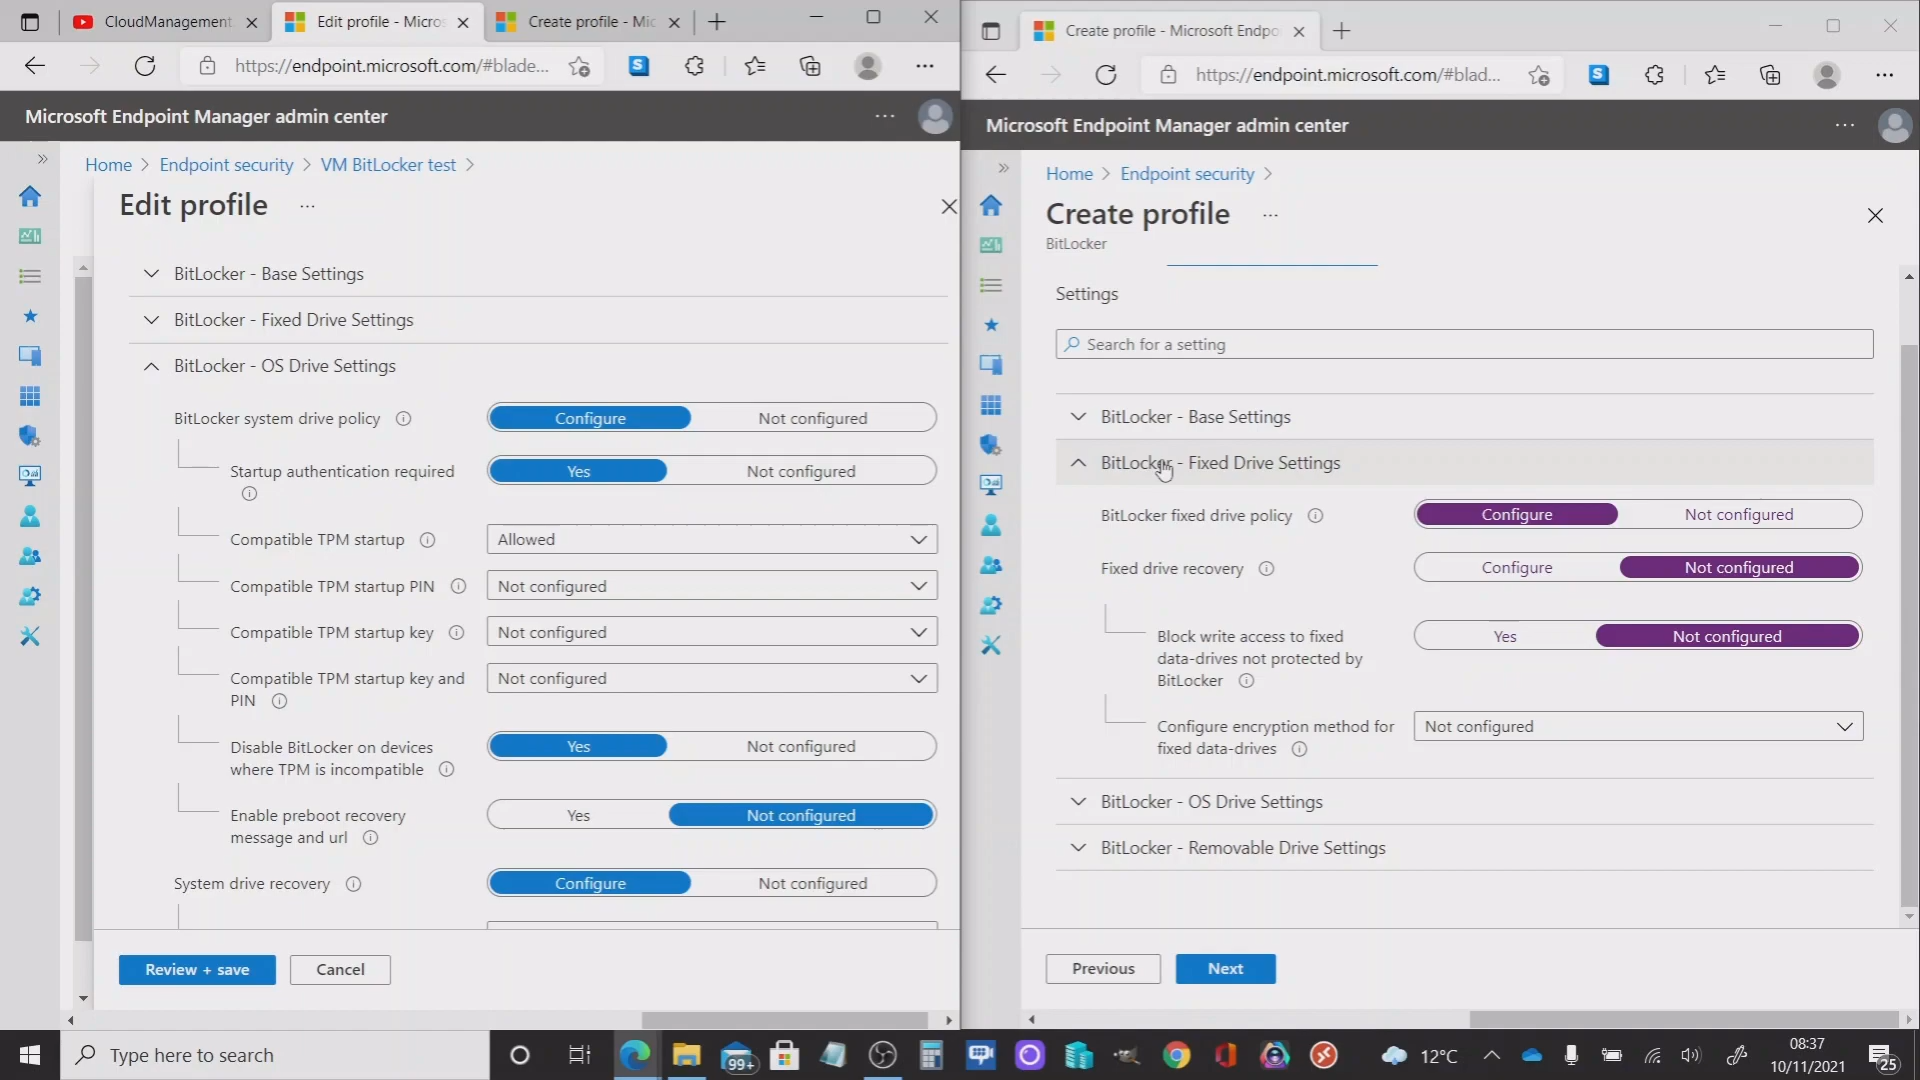 CloudManagement.
Edit profile - Micros
Create profile - Mic
https://endpoint.microsoft.com/#blade...
Microsoft Endpoint Manager admin center
Home > Endpoint security > VM BitLocker test >
Edit profile ...
BitLocker - Base Settings
BitLocker - Fixed Drive Settings
BitLocker - OS Drive Settings
BitLocker system drive policy
Configure Not configured
Startup authentication required
Yes Not configured
Compatible TPM startup
Allowed
Compatible TPM startup PIN
Not configured
Compatible TPM startup key
Not configured
Compatible TPM startup key and
PIN
Not configured
Disable BitLocker on devices
where TPM is incompatible
Yes Not configured
Enable preboot recovery
message and url
Yes Not configured
System drive recovery
Configure Not configured
Review + save Cancel
Create profile - Microsoft Endpo
https://endpoint.microsoft.com/#blad...
Microsoft Endpoint Manager admin center
Home > Endpoint security >
Create profile ...
BitLocker
Settings
Search for a setting
BitLocker - Base Settings
BitLocker - Fixed Drive Settings
BitLocker fixed drive policy
Configure Not configured
Fixed drive recovery
Configure Not configured
Block write access to fixed
data-drives not protected by
BitLocker
Yes Not configured
Configure encryption method for
fixed data-drives
Not configured
BitLocker - OS Drive Settings
BitLocker - Removable Drive Settings
Previous Next
Type here to search
99+
12°C
08:37
10/11/2021
25